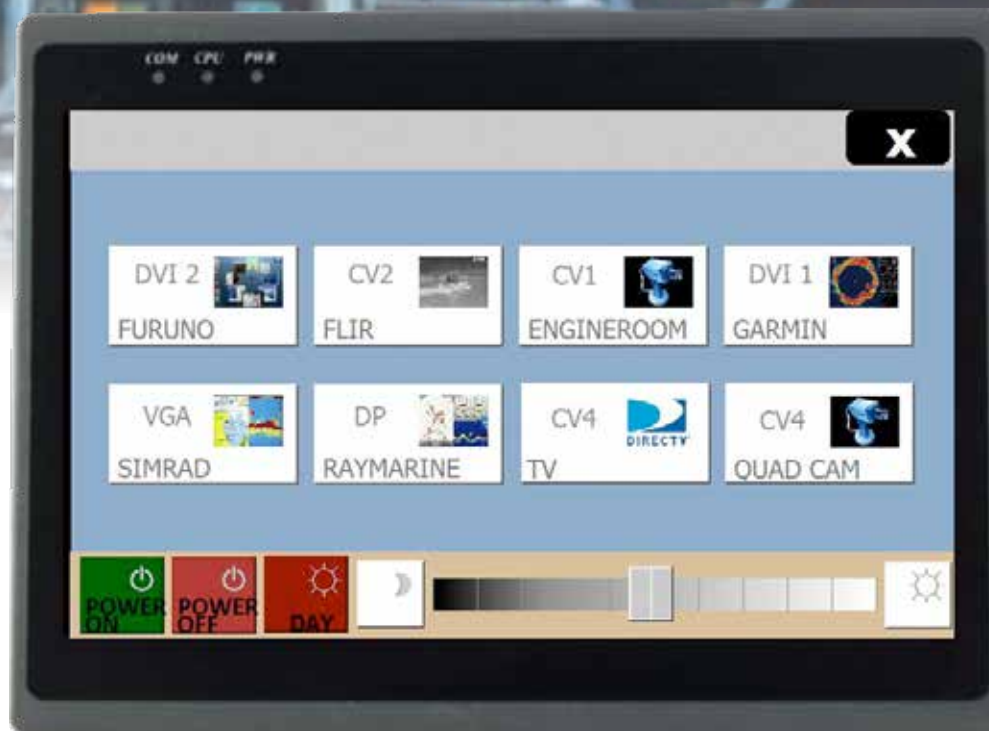 COM CPU PWR
X
DVI 2
FURUNO
CV2
FLIR
CV1
ENGINEROOM
DVI 1
GARMIN
VGA
SIMRAD
DP
RAYMARINE
CV4
DIRECTV
TV
CV4
QUAD CAM
POWER
ON
POWER
OFF
DAY